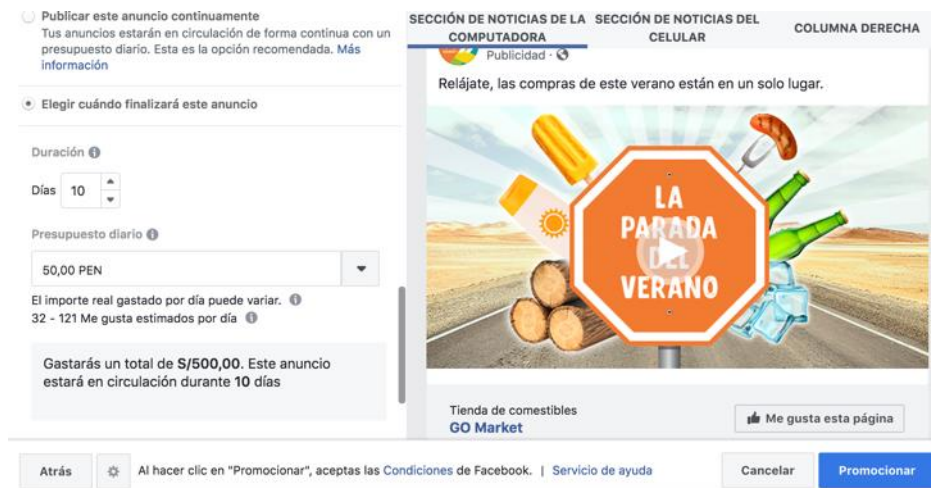 Publicar este anuncio continuamente
Tus anuncios estarán en circulación de forma continua con un
presupuesto diario. Esta es la opción recomendada. Más
información
Elegir cuándo finalizará este anuncio
Duración
Días 10
Presupuesto diario
50,00 PEN
El importe real gastado por día puede variar.
32 - 121 Me gusta estimados por día
Gastarás un total de S/500,00. Este anuncio
estará en circulación durante 10 días
SECCIÓN DE NOTICIAS DE LA
COMPUTADORA
SECCIÓN DE NOTICIAS DEL
CELULAR
COLUMNA DERECHA
Publicidad ·
Relájate, las compras de este verano están en un solo lugar.
LA
PARADA
DEL
VERANO
Tienda de comestibles
GO Market
Me gusta esta página
Atrás
Al hacer clic en "Promocionar", aceptas las Condiciones de Facebook. | Servicio de ayuda
Cancelar
Promocionar